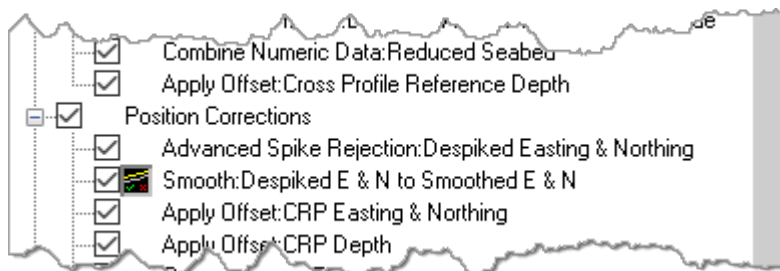 Combine Numeric Data:Reduced Seabed
Apply Offset:Cross Profile Reference Depth
Position Corrections
Advanced Spike Rejection:Despiked Easting & Northing
Smooth:Despiked E & N to Smoothed E & N
Apply Offset:CRP Easting & Northing
Apply Offset:CRP Depth